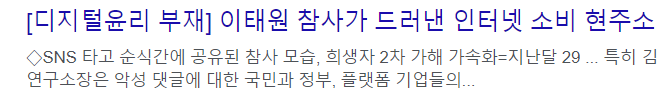 [디지털윤리 부재] 이태원 참사가 드러낸 인터넷 소비 현주소
◇SNS 타고 순식간에 공유된 참사 모습, 희생자 2차 가해 가속화=지난달 29 ... 특히 김
연구소장은 악성 댓글에 대한 국민과 정부, 플랫폼 기업들의...